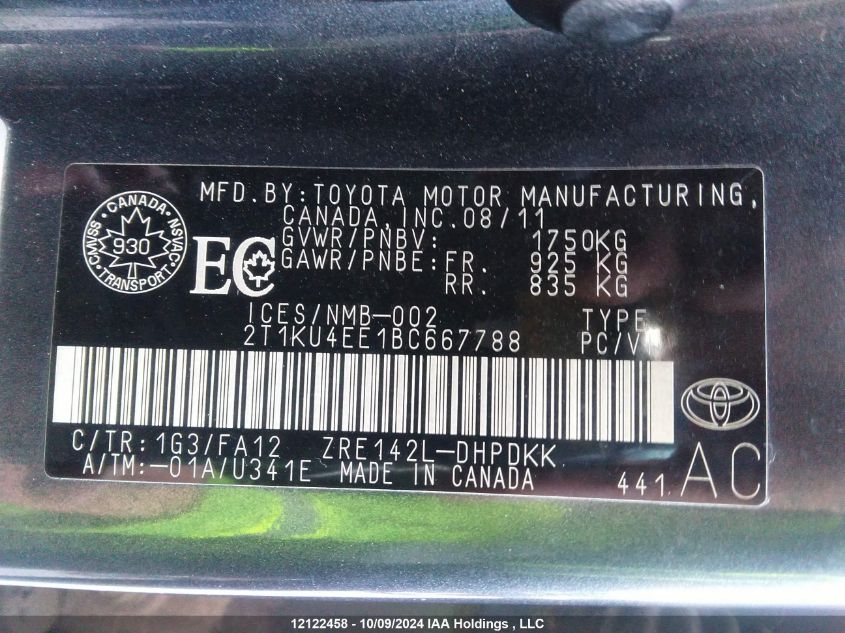 MFD.BY:TOYOTA MOTOR MANUFACTURING,
CANADA,INC.08/11
GVWR/PNBV: 1750KG
GAWR/PNBE:FR. 925 KG
RR. 835 KG
CANADA
CMVSS 930 NSVAC
TRANSPORT
EC
ICES/NMB-002 TYPE
2T1KU4EE1BC667788 PC/V
C/TR:1G3/FA12 ZRE142L-DHPDKK
A/TM:-01A/U341E MADE IN CANADA 441 AC
12122458 - 10/09/2024 IAA Holdings , LLC